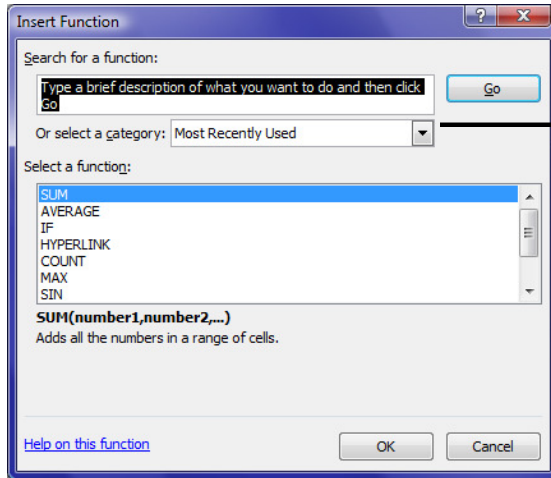 Insert Function
?
X
Search for a function:
Type a brief description of what you want to do and then click
Go
Go
Or select a category: Most Recently Used
Select a function:
SUM
AVERAGE
IF
HYPERLINK
COUNT
MAX
SIN
SUM(number1,number2,...)
Adds all the numbers in a range of cells.
Help on this function
OK
Cancel